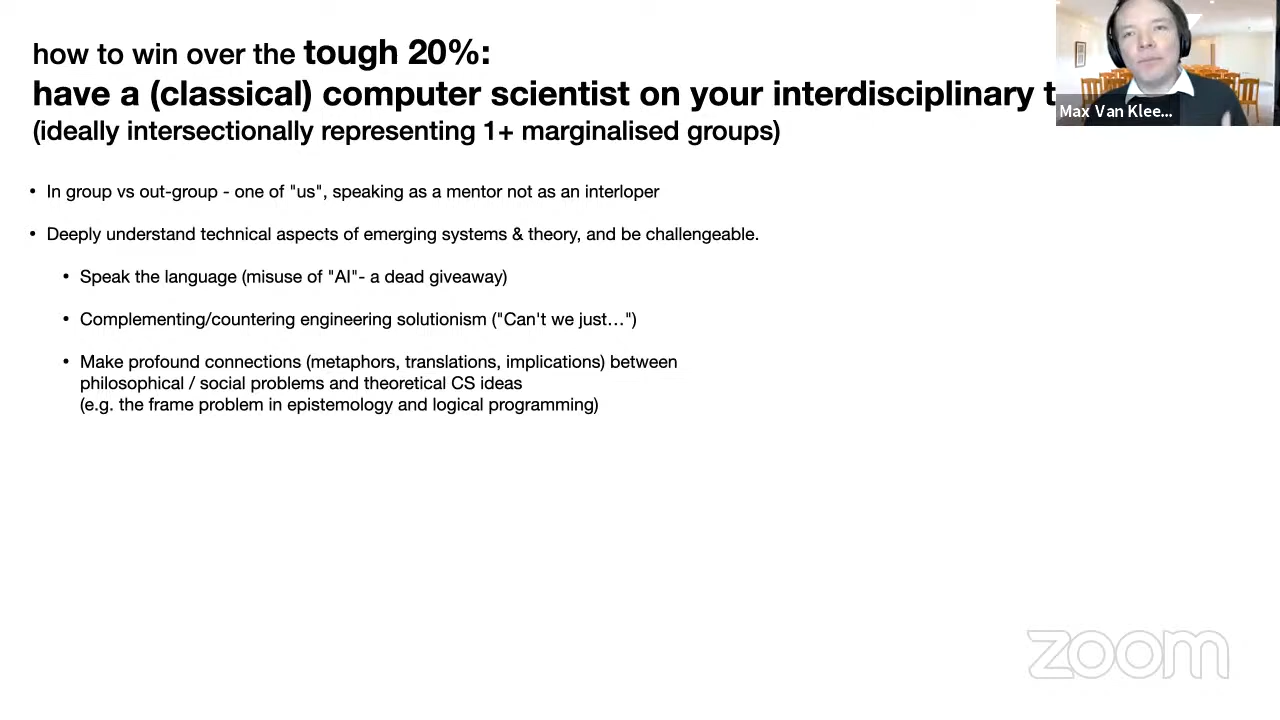 how to win over the tough 20%:
have a (classical) computer scientist on your interdisciplinary t
(ideally intersectionally representing 1+ marginalised groups)
Max Van Klee...
• In group vs out-group - one of "us", speaking as a mentor not as an interloper
• Deeply understand technical aspects of emerging systems & theory, and be challengeable.
• Speak the language (misuse of "AI"- a dead giveaway)
• Complementing/countering engineering solutionism ("Can't we just…")
• Make profound connections (metaphors, translations, implications) between
philosophical / social problems and theoretical CS ideas
(e.g. the frame problem in epistemology and logical programming)
zoom